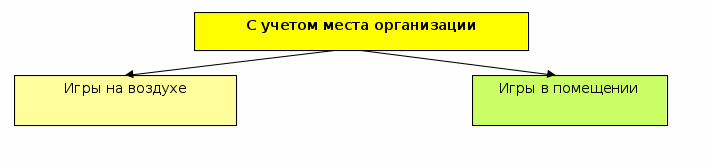 С учетом места организации
Игры на воздухе
Игры в помещении